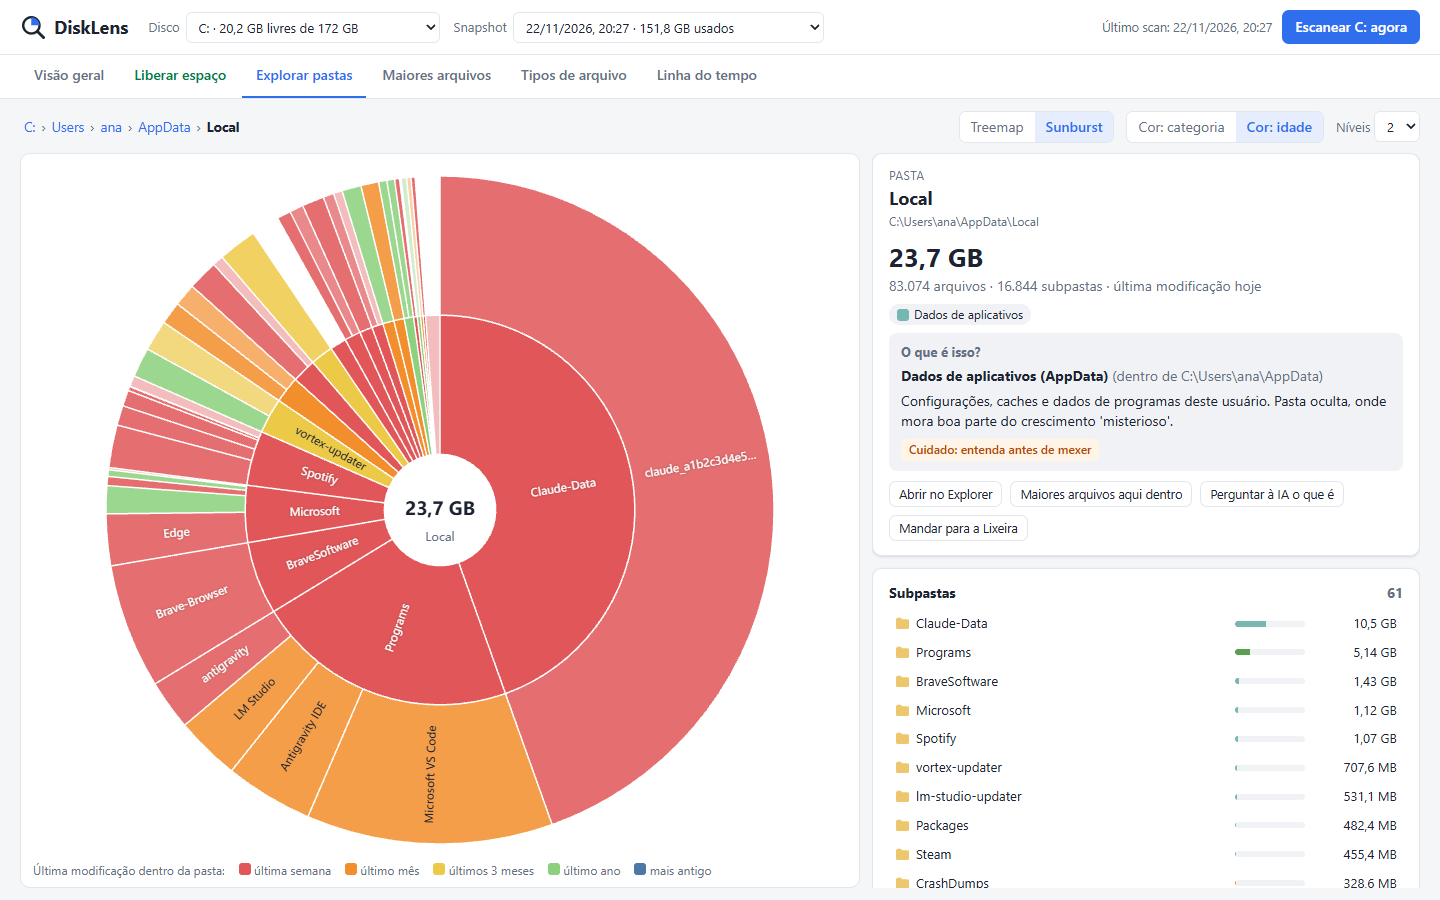 DiskLens
Disco
C: · 20,2 GB livres de 172 GB
Snapshot
22/11/2026, 20:27 · 151,8 GB usados
Último scan: 22/11/2026, 20:27
Escanear C: agora
Visão geral
Liberar espaço
Explorar pastas
Maiores arquivos
Tipos de arquivo
Linha do tempo
C: › Users › ana › AppData › Local
Treemap
Sunburst
Cor: categoria
Cor: idade
Níveis
2
vortex-updater
Spotify
Microsoft
BraveSoftware
Programs
Claude-Data
claude_a1b2c3d4e5...
Edge
Brave-Browser
antigravity
LM Studio
Antigravity IDE
Microsoft VS Code
23,7 GB
Local
Última modificação dentro da pasta:
última semana
último mês
últimos 3 meses
último ano
mais antigo
PASTA
Local
C:\Users\ana\AppData\Local
23,7 GB
83.074 arquivos · 16.844 subpastas · última modificação hoje
Dados de aplicativos
O que é isso?
Dados de aplicativos (AppData) (dentro de C:\Users\ana\AppData)
Configurações, caches e dados de programas deste usuário. Pasta oculta, onde
mora boa parte do crescimento 'misterioso'.
Cuidado: entenda antes de mexer
Abrir no Explorer
Maiores arquivos aqui dentro
Perguntar à IA o que é
Mandar para a Lixeira
Subpastas
61
Claude-Data
10,5 GB
Programs
5,14 GB
BraveSoftware
1,43 GB
Microsoft
1,12 GB
Spotify
1,07 GB
vortex-updater
707,6 MB
lm-studio-updater
531,1 MB
Packages
482,4 MB
Steam
455,4 MB
CrashDumps
328,6 MB